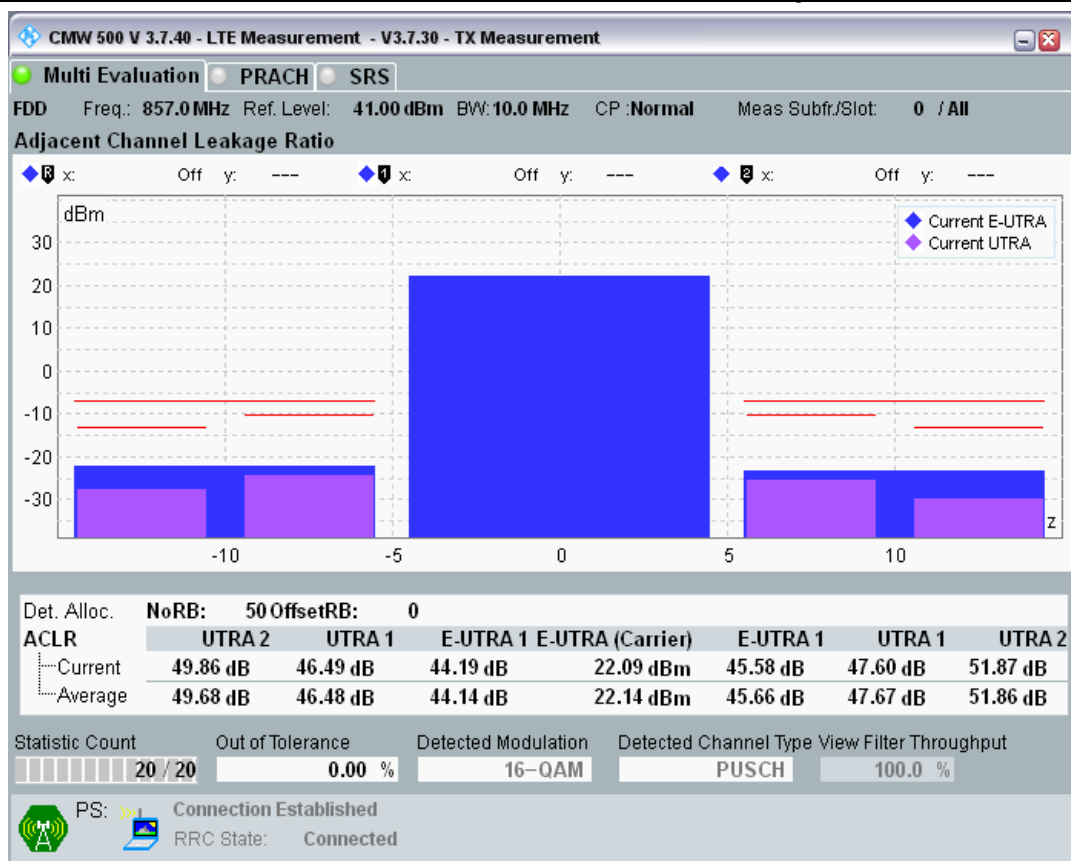 CMW 500 V 3.7.40 - LTE Measurement - V3.7.30 - TX Measurement
Multi Evaluation PRACH SRS
FDD Freq.: 857.0 MHz Ref. Level: 41.00 dBm BW: 10.0 MHz CP :Normal Meas Subfr./Slot: 0 / All
Adjacent Channel Leakage Ratio
R x: Off y: --- 1 x: Off y: --- 2 x: Off y: ---
dBm
Current E-UTRA
Current UTRA
30
20
10
0
-10
-20
-30
z
-10 -5 0 5 10
Det. Alloc. NoRB: 50 OffsetRB: 0
ACLR UTRA 2 UTRA 1 E-UTRA 1 E-UTRA (Carrier) E-UTRA 1 UTRA 1 UTRA 2
Current 49.86 dB 46.49 dB 44.19 dB 22.09 dBm 45.58 dB 47.60 dB 51.87 dB
Average 49.68 dB 46.48 dB 44.14 dB 22.14 dBm 45.66 dB 47.67 dB 51.86 dB
Statistic Count Out of Tolerance Detected Modulation Detected Channel Type View Filter Throughput
20 / 20 0.00 % 16-QAM PUSCH 100.0 %
PS: Connection Established
RRC State: Connected